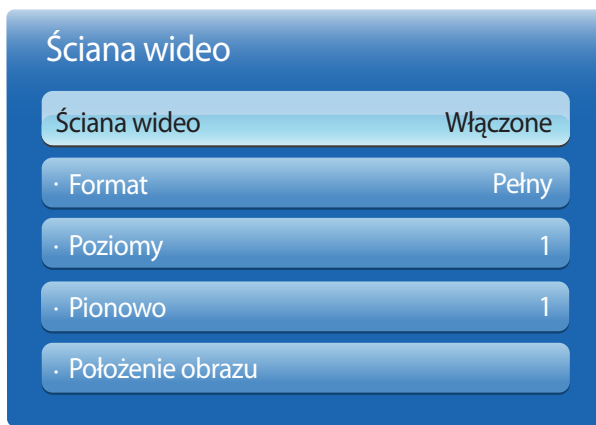 Ściana wideo
Ściana wideo Włączone
· Format Pełny
· Poziomy 1
· Pionowo 1
· Położenie obrazu